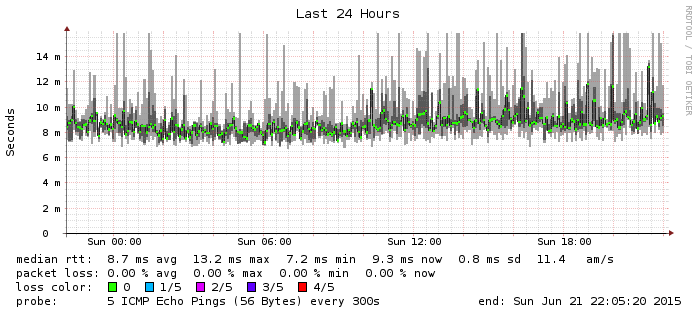 Last 24 Hours
RRDTOOL / TOBI OETIKER
Seconds
14 m
12 m
10 m
8 m
6 m
4 m
2 m
0
Sun 00:00 Sun 06:00 Sun 12:00 Sun 18:00
median rtt: 8.7 ms avg 13.2 ms max 7.2 ms min 9.3 ms now 0.8 ms sd 11.4 am/s
packet loss: 0.00 % avg 0.00 % max 0.00 % min 0.00 % now
loss color: 0 1/5 2/5 3/5 4/5
probe: 5 ICMP Echo Pings (56 Bytes) every 300s end: Sun Jun 21 22:05:20 2015